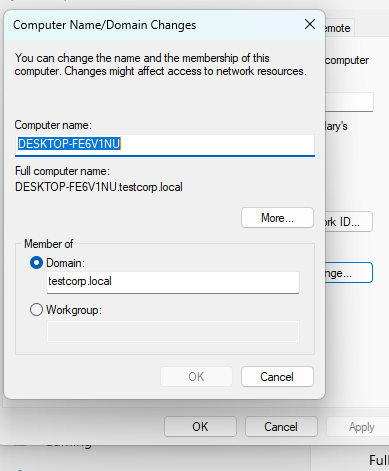 Computer Name/Domain Changes
emote
You can change the name and the membership of this
computer. Changes might affect access to network resources.
computer
Computer name:
DESKTOP-FE6V1NU
lary's
Full computer name:
DESKTOP-FE6V1NU.testcorp.local
More...
rk ID...
Member of
Domain:
testcorp.local
nge...
Workgroup:
OK
Cancel
OK
Cancel
Apply
Full